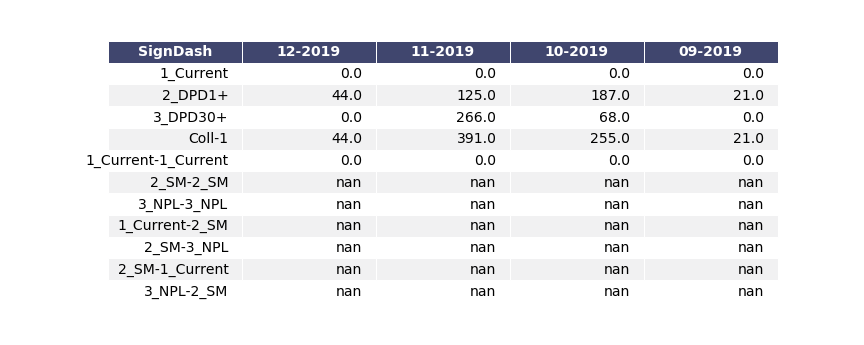 SignDash 12-2019 11-2019 10-2019 09-2019
1_Current 0.0 0.0 0.0 0.0
2_DPD1+ 44.0 125.0 187.0 21.0
3_DPD30+ 0.0 266.0 68.0 0.0
Coll-1 44.0 391.0 255.0 21.0
1_Current-1_Current 0.0 0.0 0.0 0.0
2_SM-2_SM nan nan nan nan
3_NPL-3_NPL nan nan nan nan
1_Current-2_SM nan nan nan nan
2_SM-3_NPL nan nan nan nan
2_SM-1_Current nan nan nan nan
3_NPL-2_SM nan nan nan nan